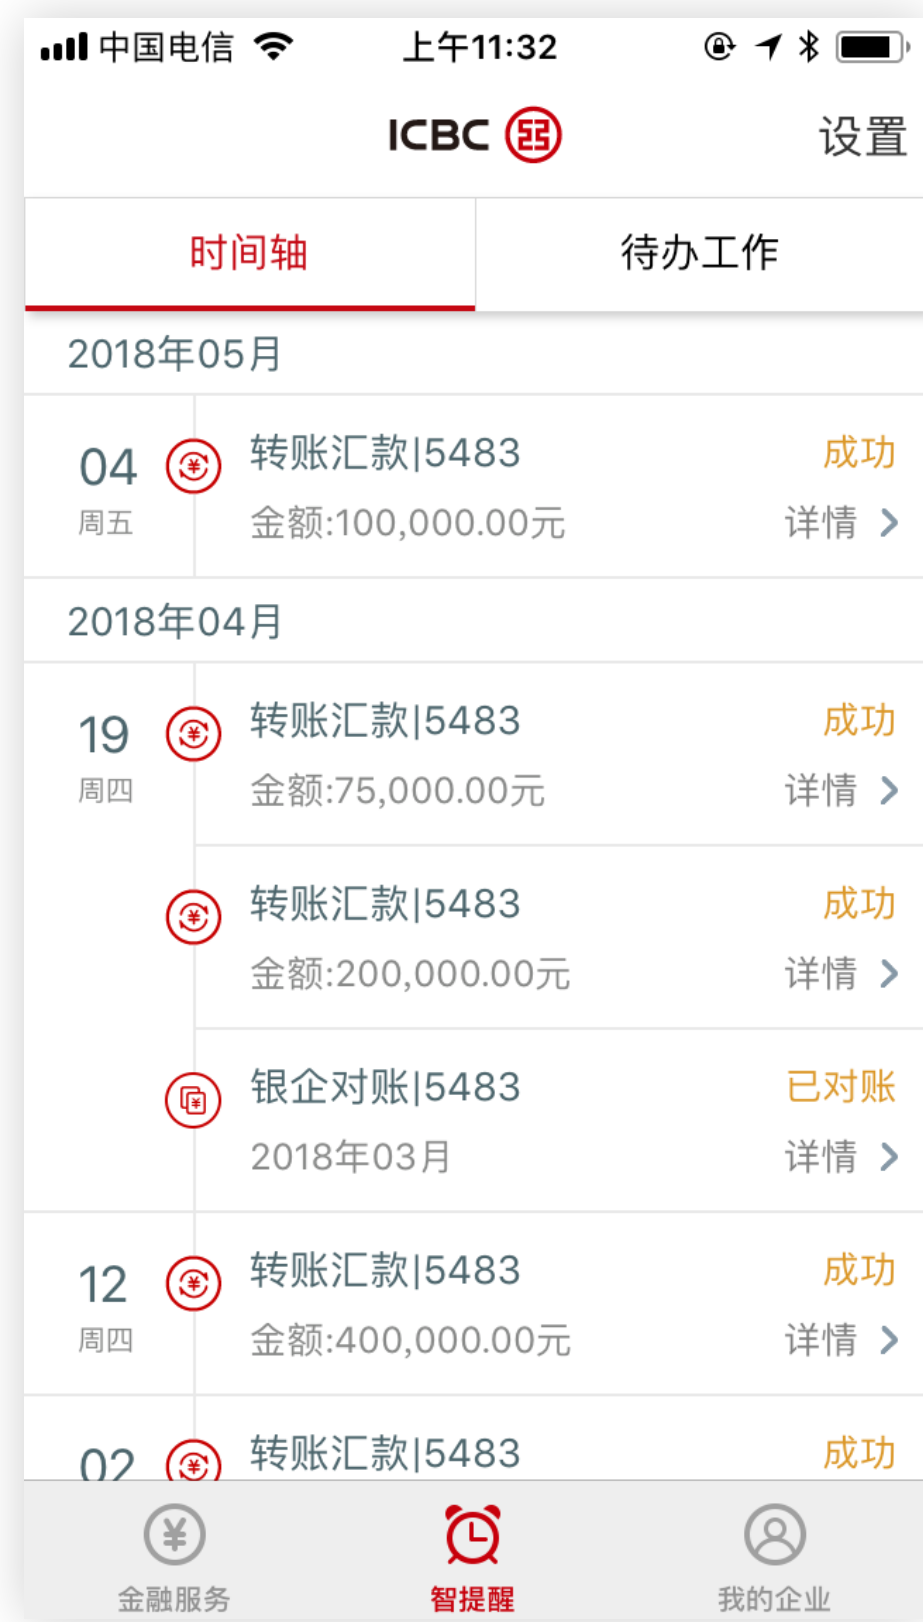 中国电信 上午11:32
ICBC 设置
时间轴 待办工作
2018年05月
04 转账汇款|5483 成功
周五 金额:100,000.00元 详情
2018年04月
19 转账汇款|5483 成功
周四 金额:75,000.00元 详情
转账汇款|5483 成功
金额:200,000.00元 详情
银企对账|5483 已对账
2018年03月 详情
12 转账汇款|5483 成功
周四 金额:400,000.00元 详情
02 转账汇款|5483 成功
金融服务 智提醒 我的企业